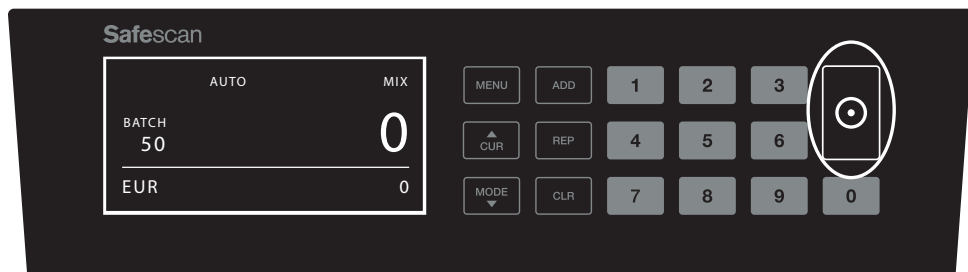 Safescan
AUTO MIX
BATCH
50
0
EUR 0
MENU ADD 1 2 3
CUR REP 4 5 6
MODE CLR 7 8 9 0